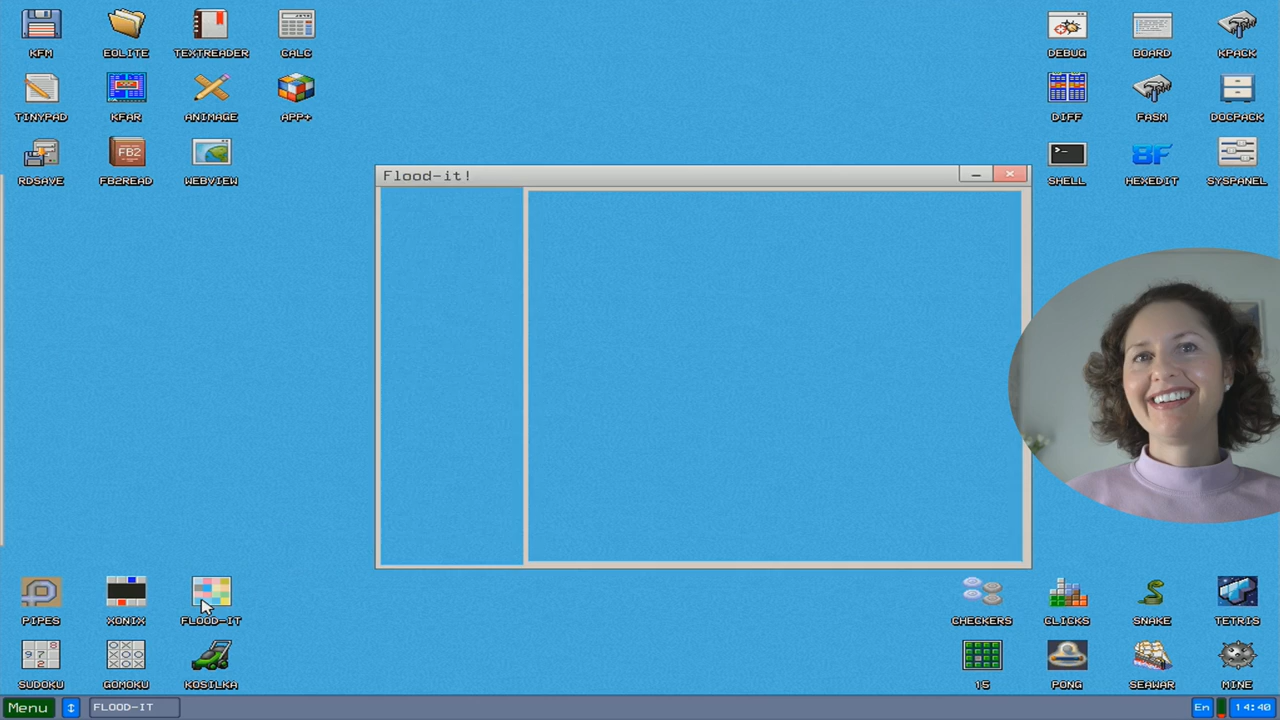 KFM EOLITE TEXTREADER CALC DEBUG BOARD KPACK
TINYPAD KFAR ANIMAGE APP+ DIFF FASM DOCPACK
RDSAVE FB2 FB2READ WEBVIEW SHELL 8F HEXEDIT SYSPANEL
Flood-it!
PIPES XONIX FLOOD-IT CHECKERS CLICKS SNAKE TETRIS
SUDOKU GOMOKU KOSILKA 15 PONG SEAWAR MINE
Menu FLOOD-IT En 14:40